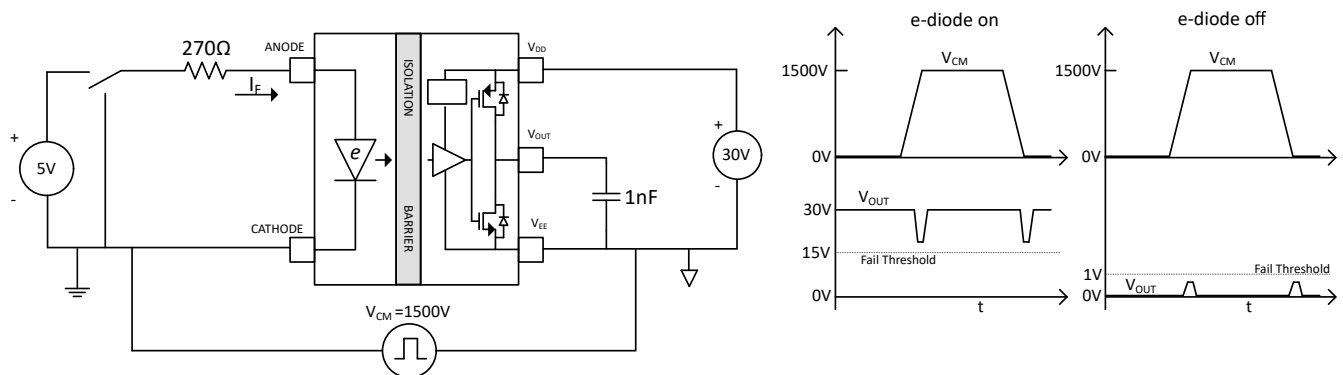 270Ω
ANODE
I_F
5V
+
-
CATHODE
e
ISOLATION
BARRIER
V_DD
V_OUT
V_EE
1nF
30V
+
-
V_CM =1500V
e-diode on
1500V
V_CM
0V
30V
V_OUT
15V
Fail Threshold
0V
t
e-diode off
1500V
V_CM
0V
1V
Fail Threshold
V_OUT
0V
t